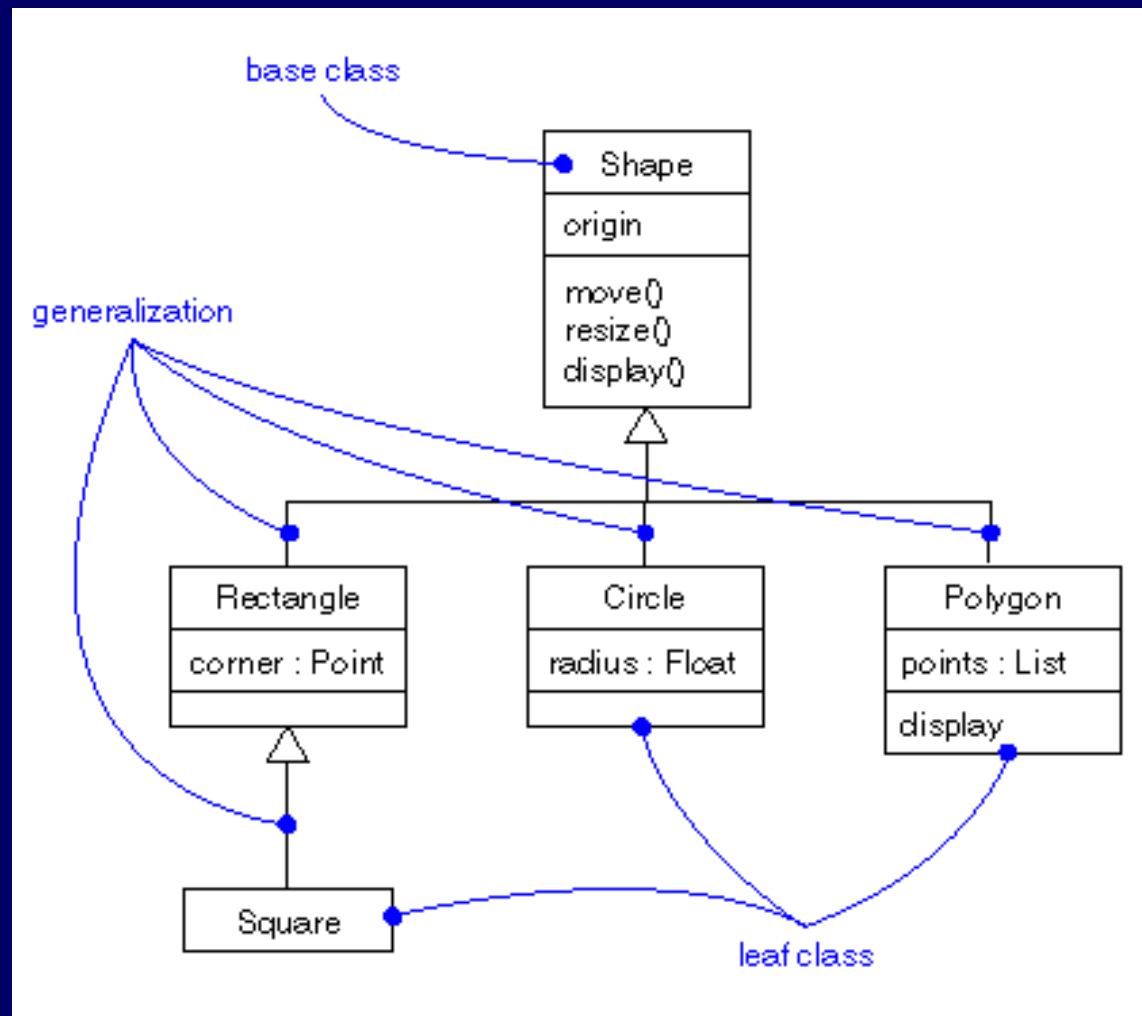 base class
Shape
origin
move()
resize()
display()
generalization
Rectangle
corner : Point
Circle
radius : Float
Polygon
points : List
display
Square
leaf class